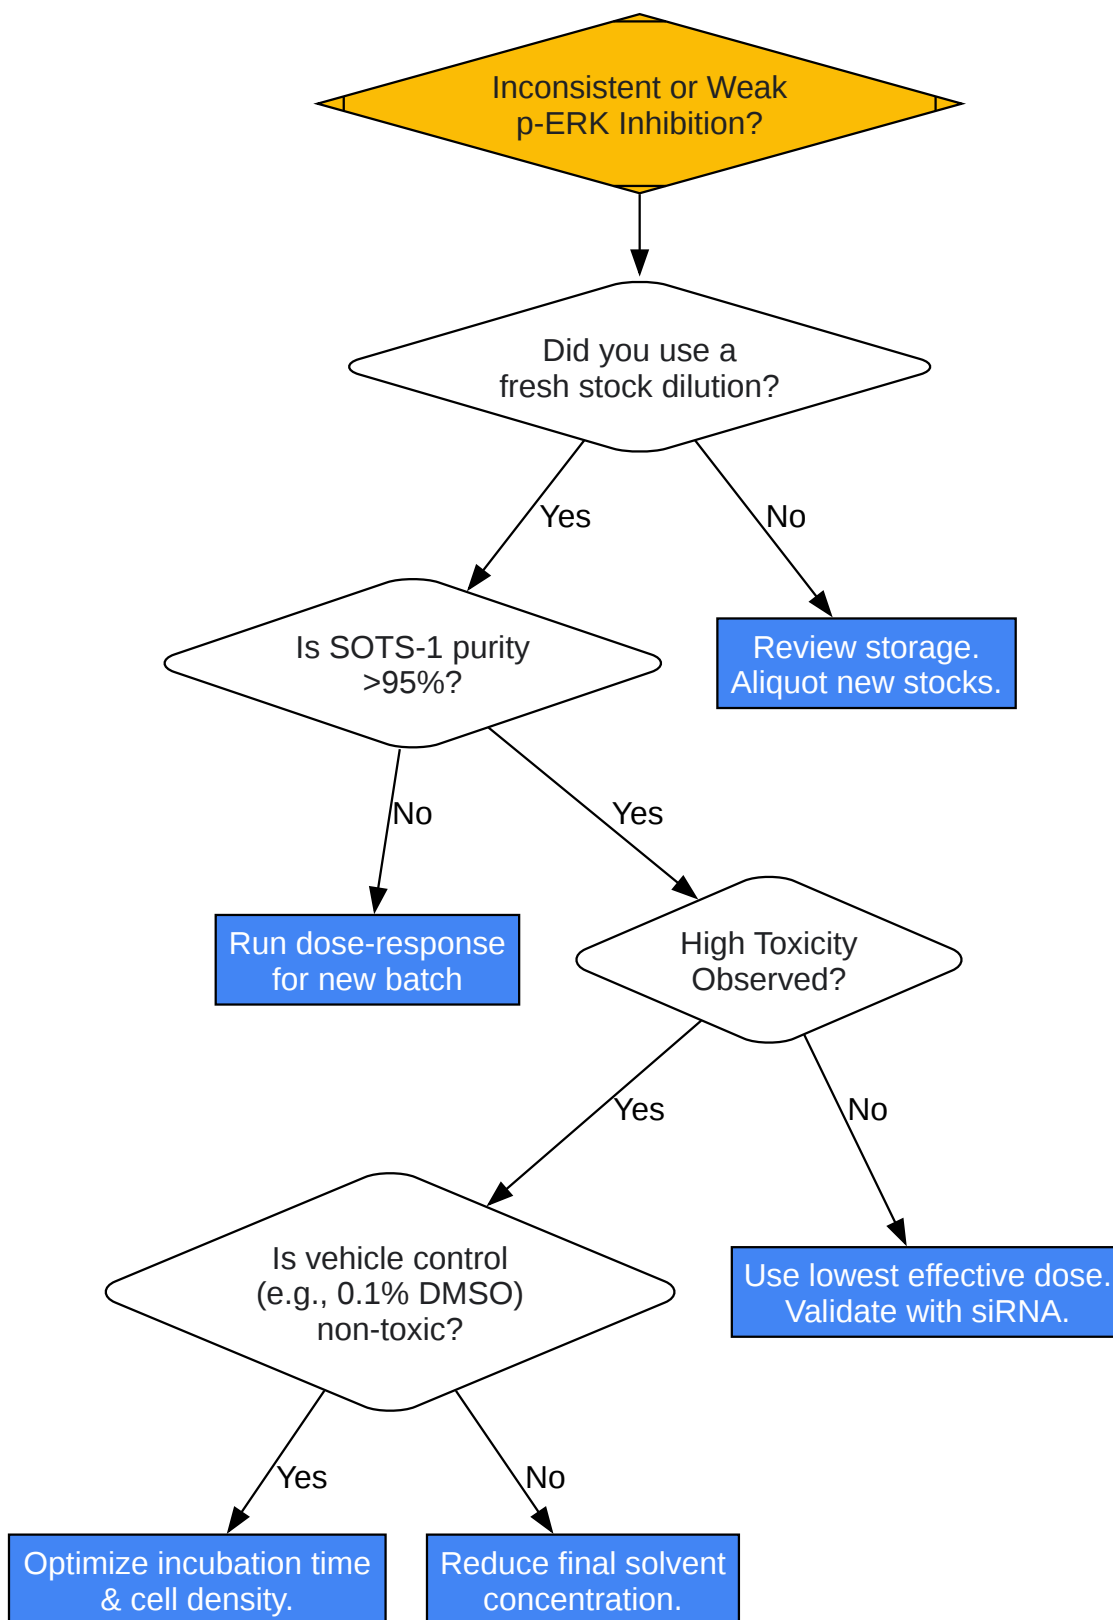 Inconsistent or Weak
p-ERK Inhibition?
Did you use a
fresh stock dilution?
Yes
No
Is SOTS-1 purity
>95%?
Review storage.
Aliquot new stocks.
No
Yes
Run dose-response
for new batch
High Toxicity
Observed?
Yes
No
Is vehicle control
(e.g., 0.1% DMSO)
non-toxic?
Use lowest effective dose.
Validate with siRNA.
Yes
No
Optimize incubation time
& cell density.
Reduce final solvent
concentration.